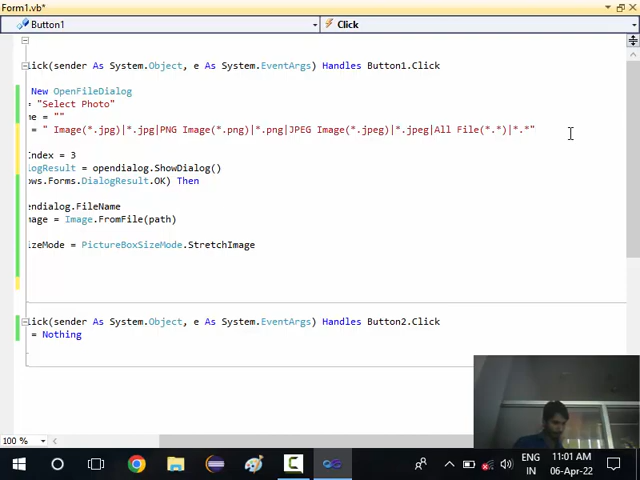 Form1.vb*
Button1
Click
lick(sender As System.Object, e As System.EventArgs) Handles Button1.Click
New OpenFileDialog
= "Select Photo"
me = ""
= " Image(*.jpg)|*.jpg|PNG Image(*.png)|*.png|JPEG Image(*.jpeg)|*.jpeg|All File(*.*)|*.*"
Index = 3
logResult = opendialog.ShowDialog()
ows.Forms.DialogResult.OK) Then
endialog.FileName
mage = Image.FromFile(path)
izeMode = PictureBoxSizeMode.StretchImage
lick(sender As System.Object, e As System.EventArgs) Handles Button2.Click
= Nothing
100 %
ENG
IN
11:01 AM
06-Apr-22